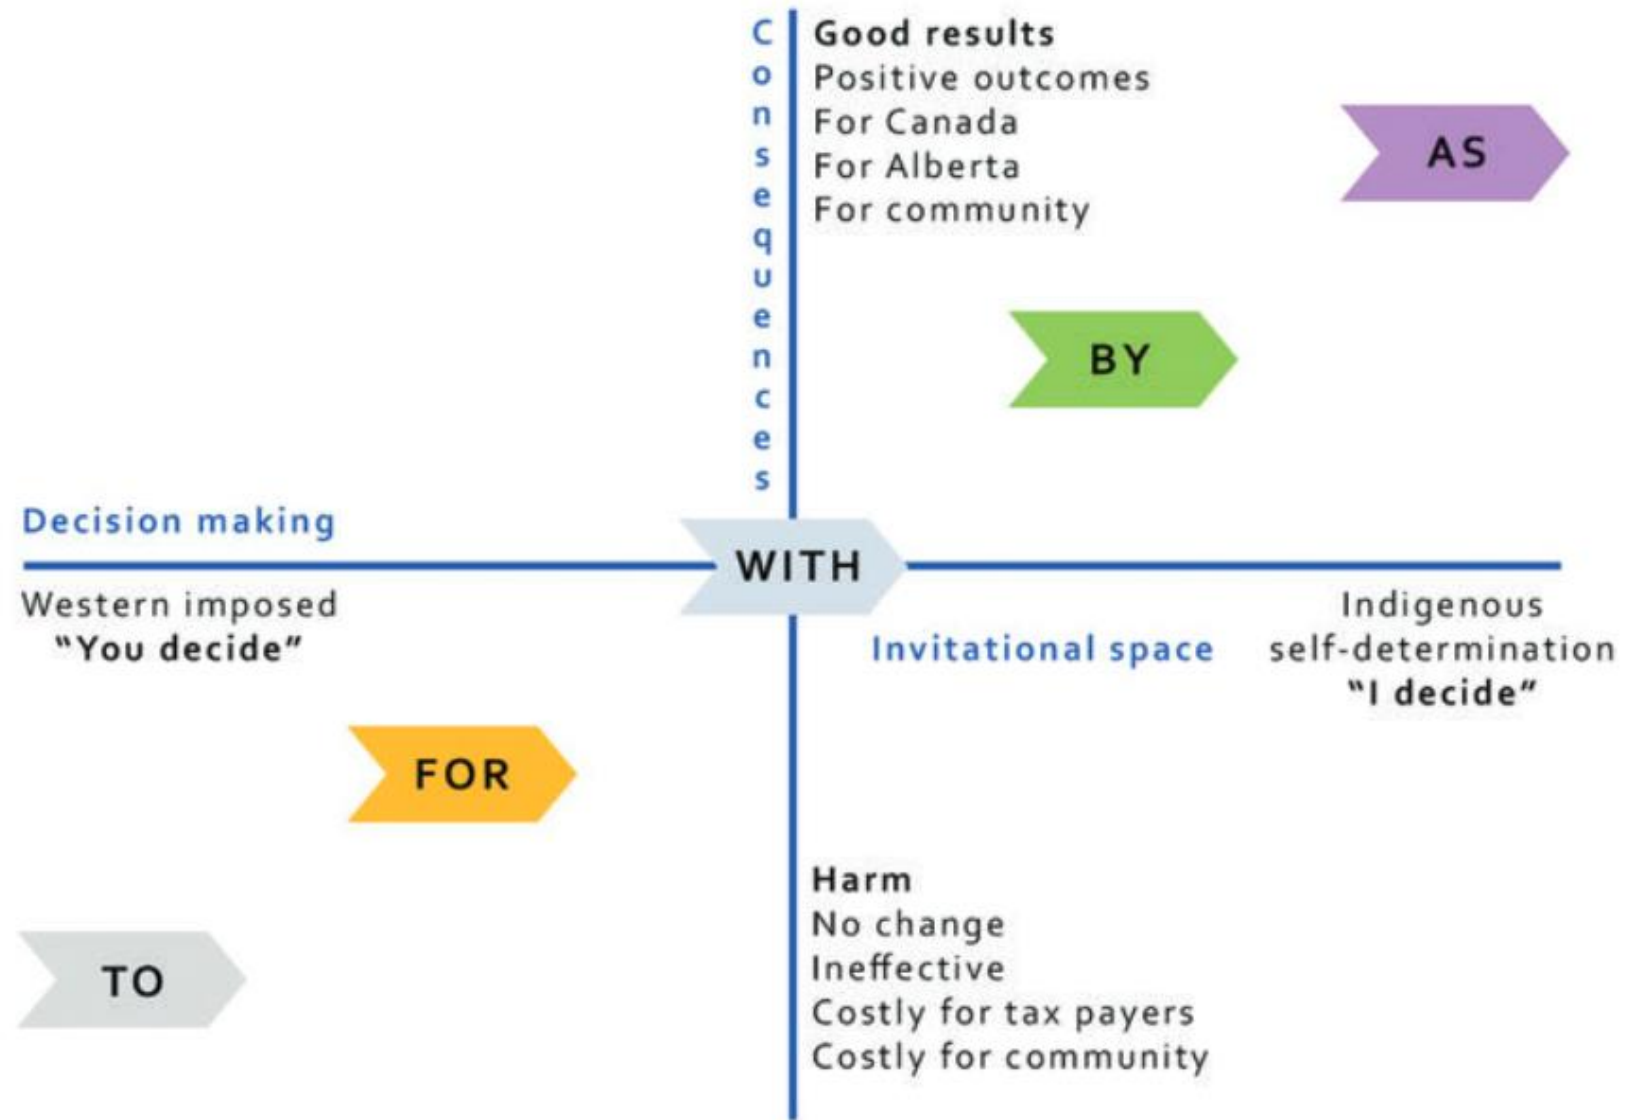 Consequences
Good results
Positive outcomes
For Canada
For Alberta
For community
AS
BY
Decision making
WITH
Western imposed
“You decide”
Invitational space
Indigenous
self-determination
“I decide”
FOR
TO
Harm
No change
Ineffective
Costly for tax payers
Costly for community